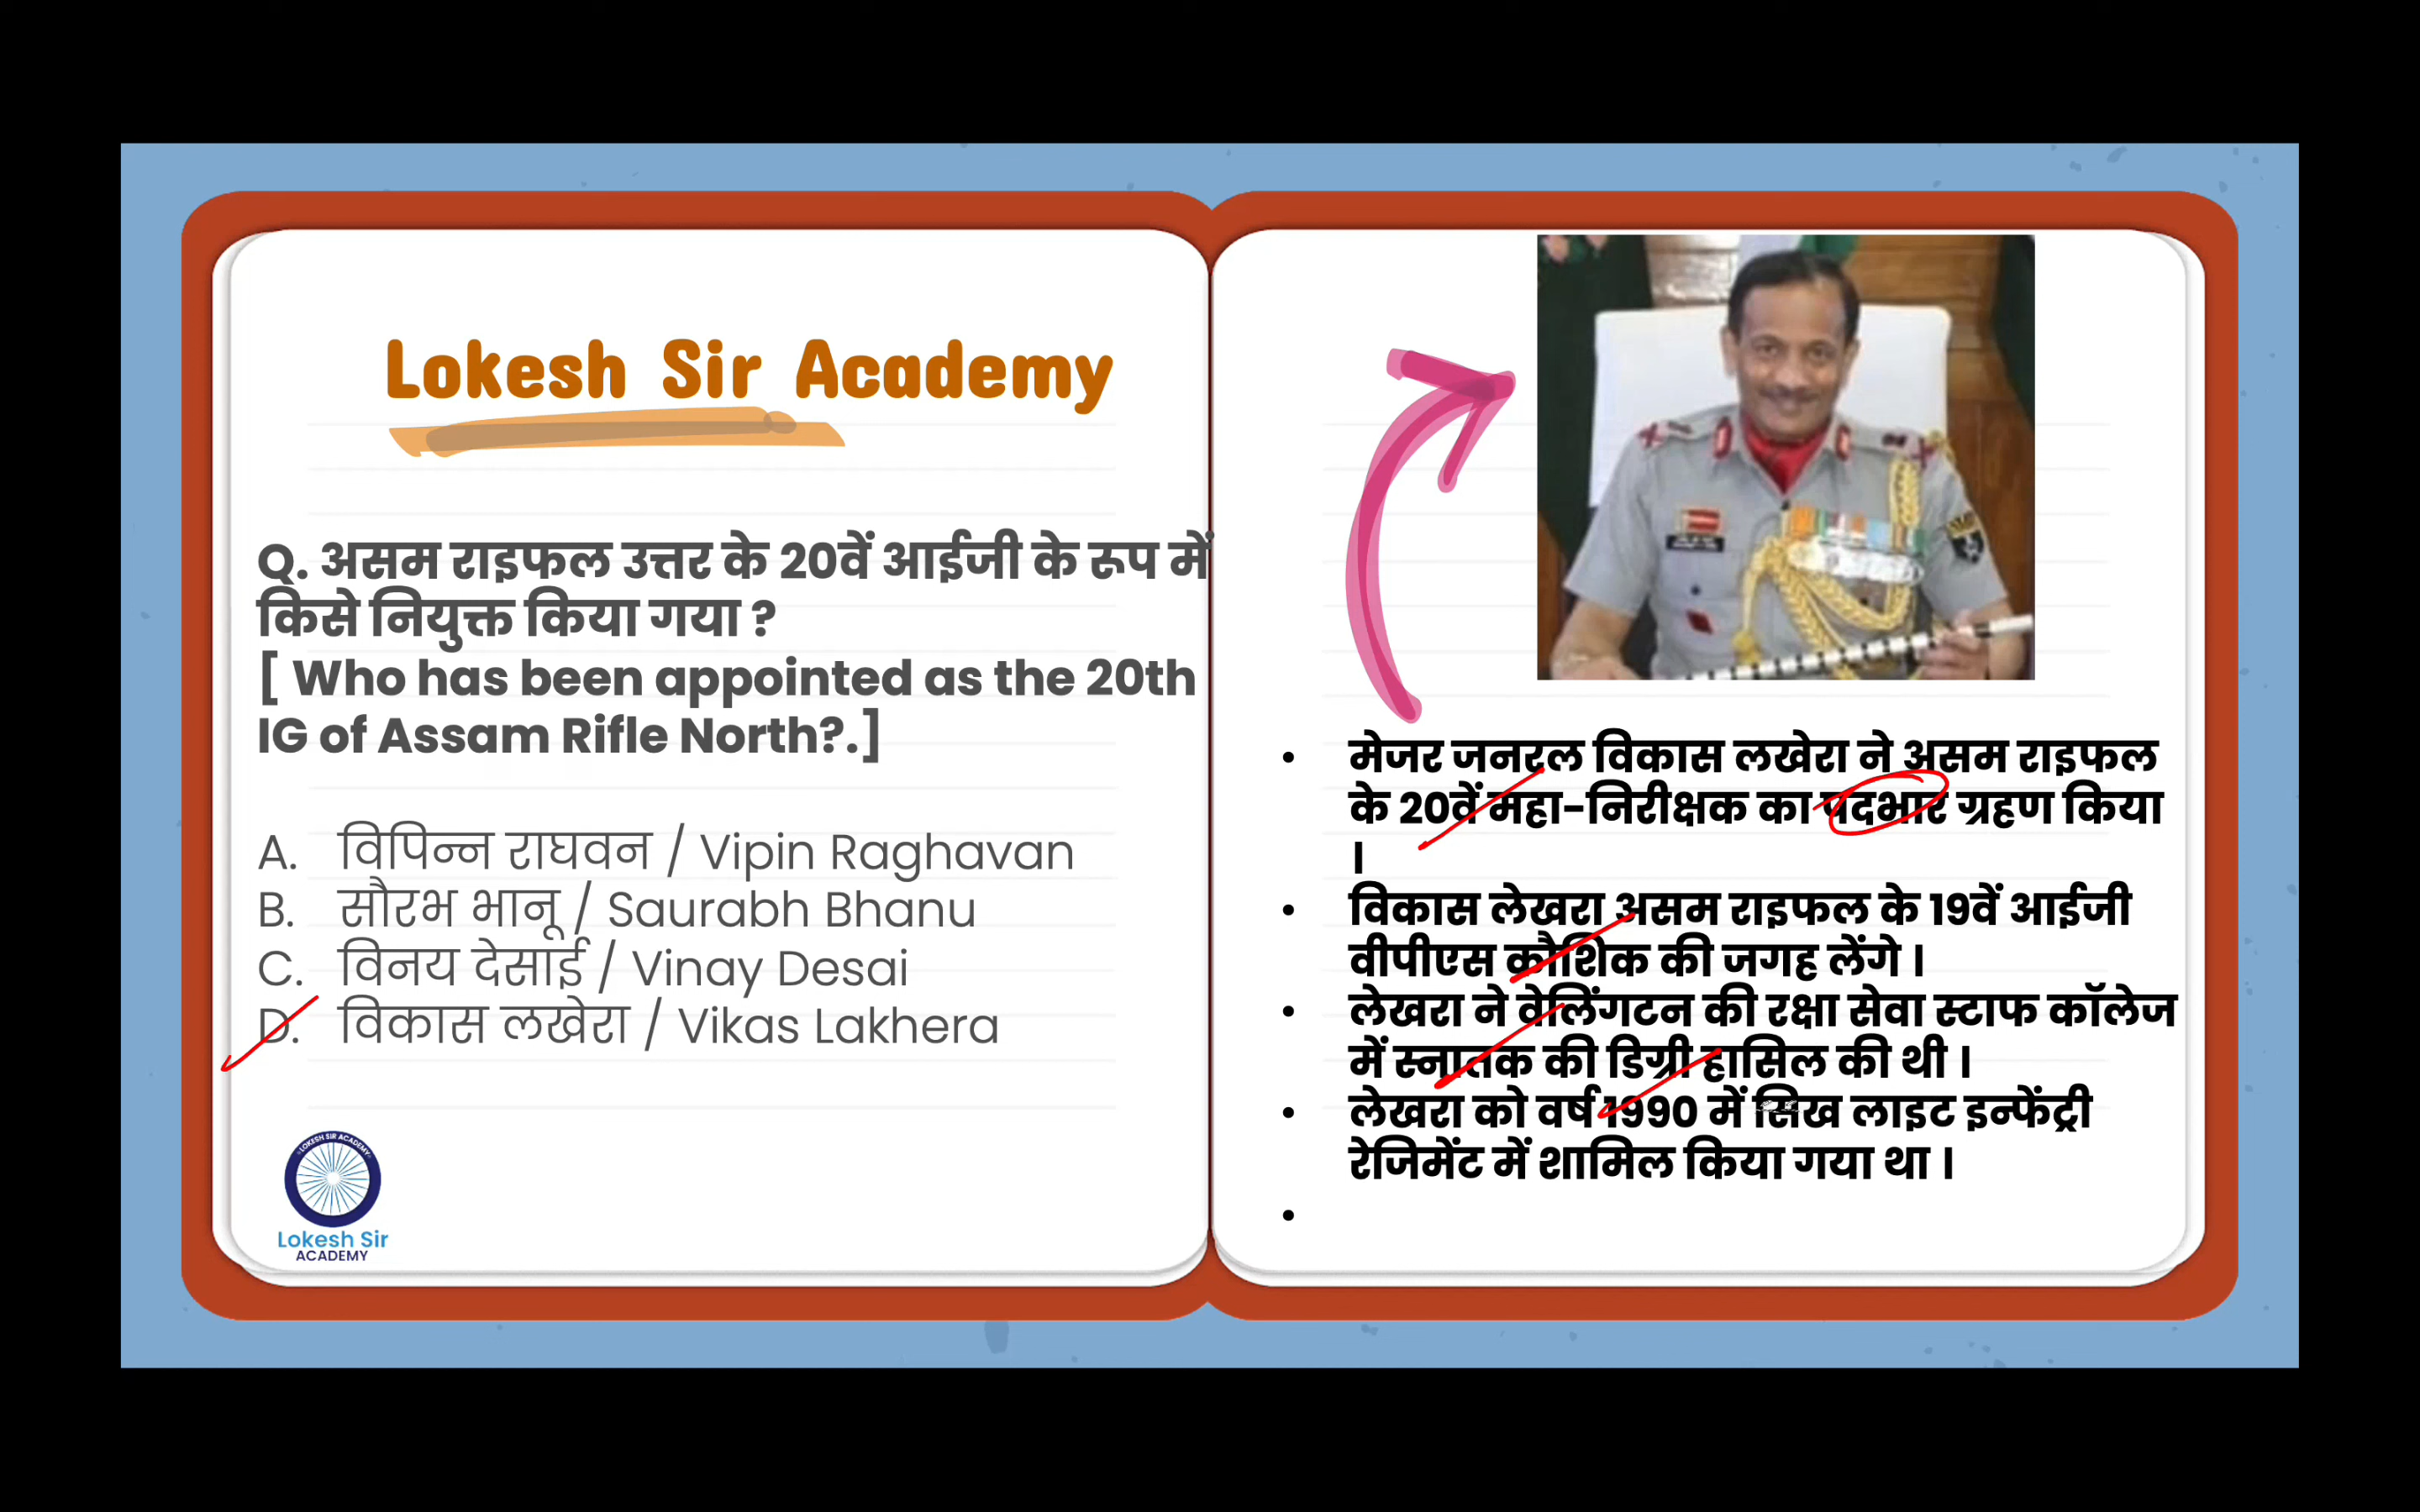 Lokesh Sir Academy
Q. असम राइफल उत्तर के 20वें आईजी के रूप में
किसे नियुक्त किया गया ?
[ Who has been appointed as the 20th
IG of Assam Rifle North?.]
A. विपिन्न राघवन / Vipin Raghavan
B. सौरभ भानू / Saurabh Bhanu
C. विनय देसाई / Vinay Desai
D. विकास लखेरा / Vikas Lakhera
LOKESH SIR ACADEMY
Lokesh Sir
ACADEMY
• मेजर जनरल विकास लखेरा ने असम राइफल
के 20वें महा-निरीक्षक का पदभार ग्रहण किया
।
• विकास लेखरा असम राइफल के 19वें आईजी
वीपीएस कौशिक की जगह लेंगे ।
• लेखरा ने वेलिंगटन की रक्षा सेवा स्टाफ कॉलेज
में स्नातक की डिग्री हासिल की थी ।
• लेखरा को वर्ष 1990 में सिख लाइट इन्फेंट्री
रेजिमेंट में शामिल किया गया था ।
•